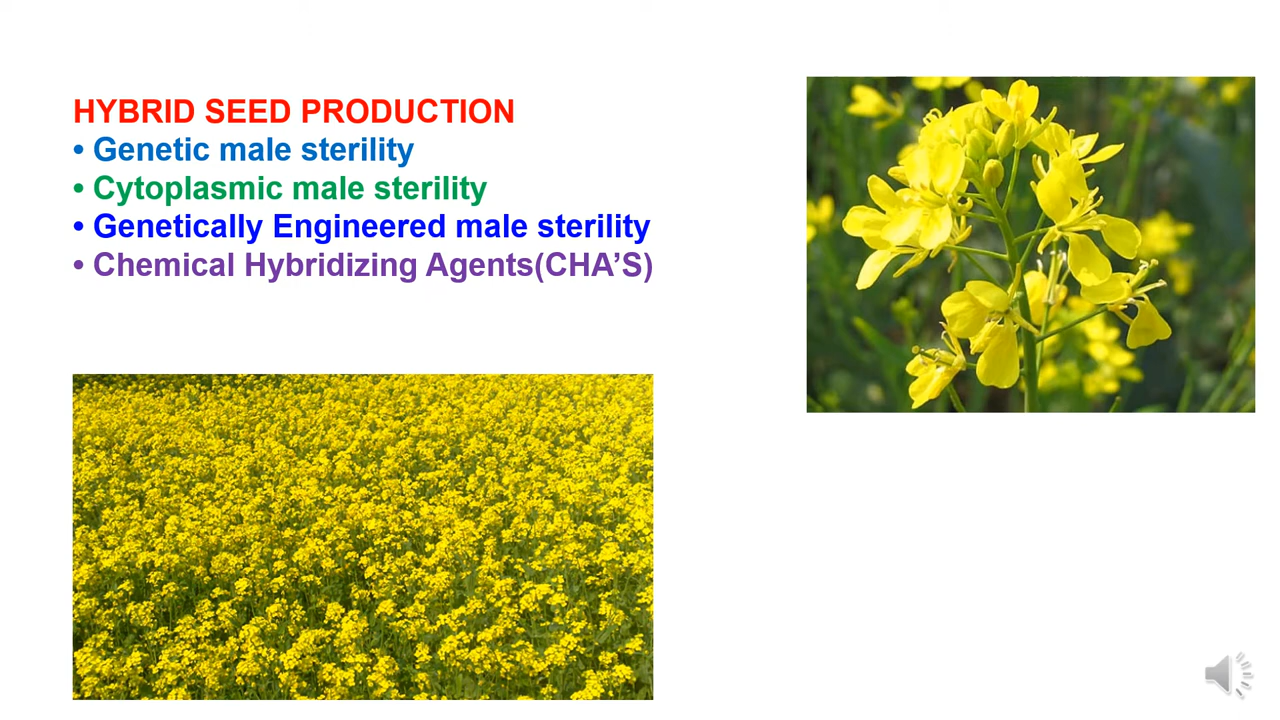 HYBRID SEED PRODUCTION
• Genetic male sterility
• Cytoplasmic male sterility
• Genetically Engineered male sterility
• Chemical Hybridizing Agents(CHA’S)